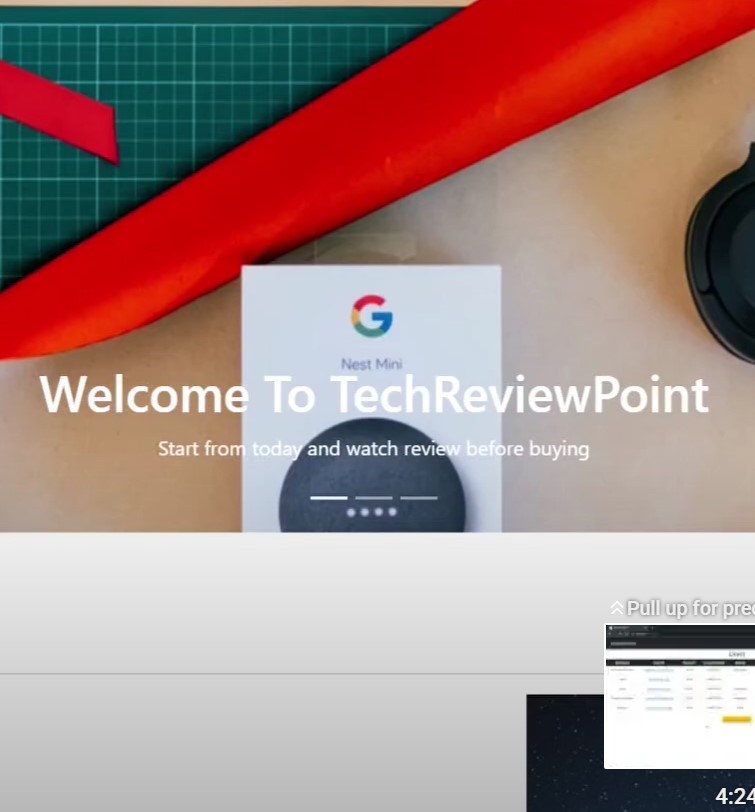 Nest Mini
Welcome To TechReviewPoint
Start from today and watch review before buying
Pull up for prec
4:24